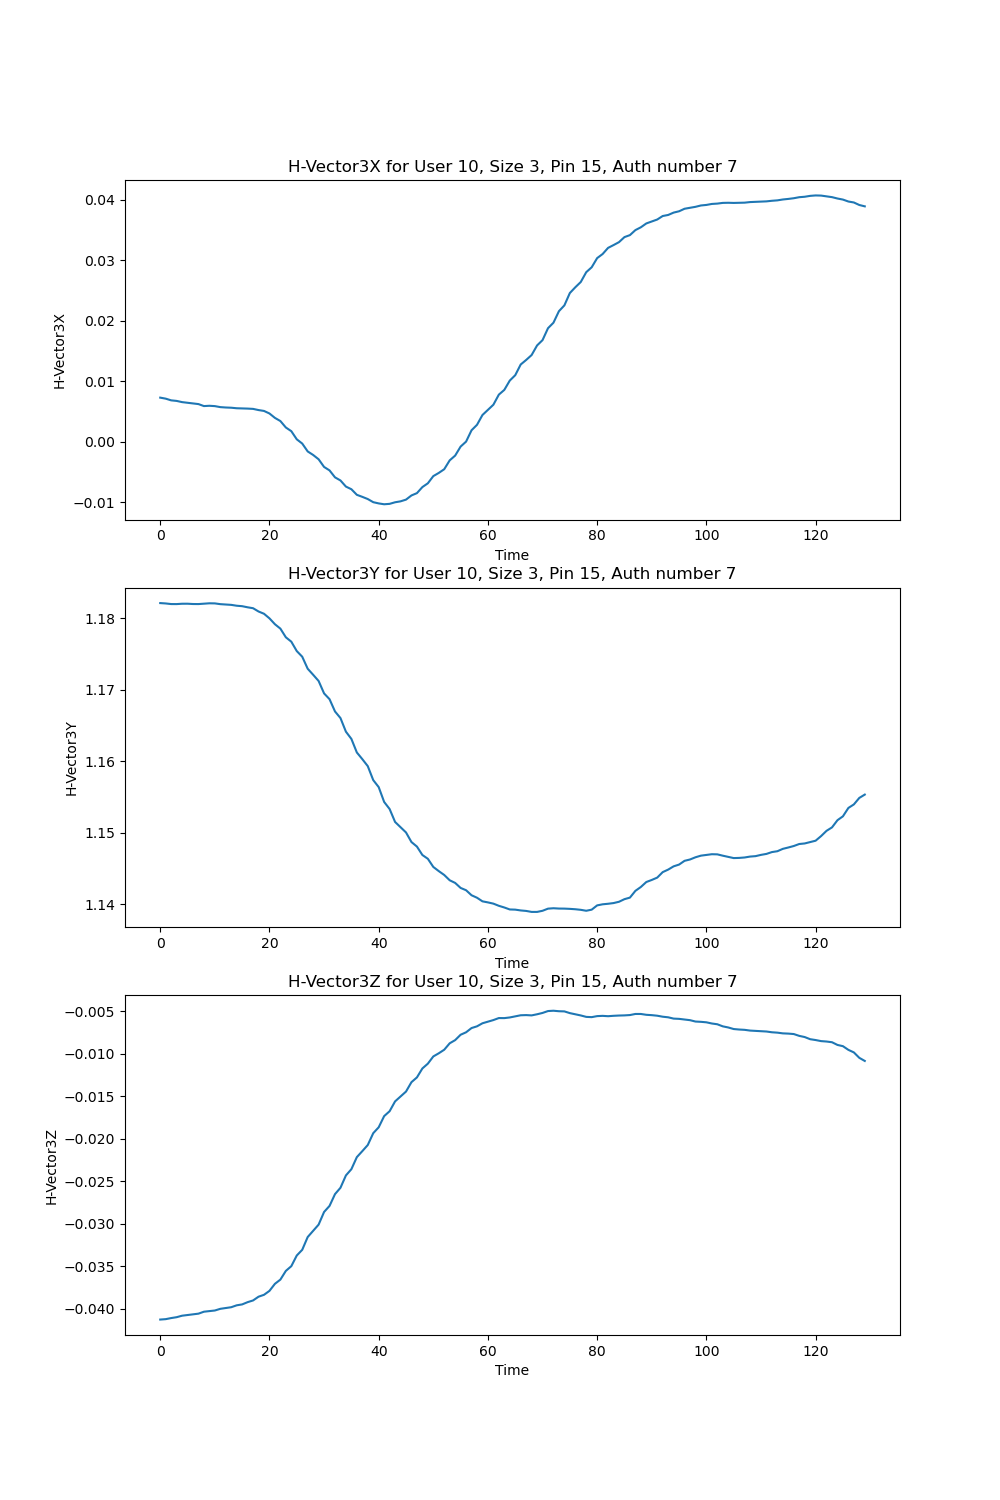 H-Vector3X for User 10, Size 3, Pin 15, Auth number 7
H-Vector3X
0.04
0.03
0.02
0.01
0.00
−0.01
0 20 40 60 80 100 120
Time
H-Vector3Y for User 10, Size 3, Pin 15, Auth number 7
H-Vector3Y
1.18
1.17
1.16
1.15
1.14
0 20 40 60 80 100 120
Time
H-Vector3Z for User 10, Size 3, Pin 15, Auth number 7
H-Vector3Z
−0.005
−0.010
−0.015
−0.020
−0.025
−0.030
−0.035
−0.040
0 20 40 60 80 100 120
Time